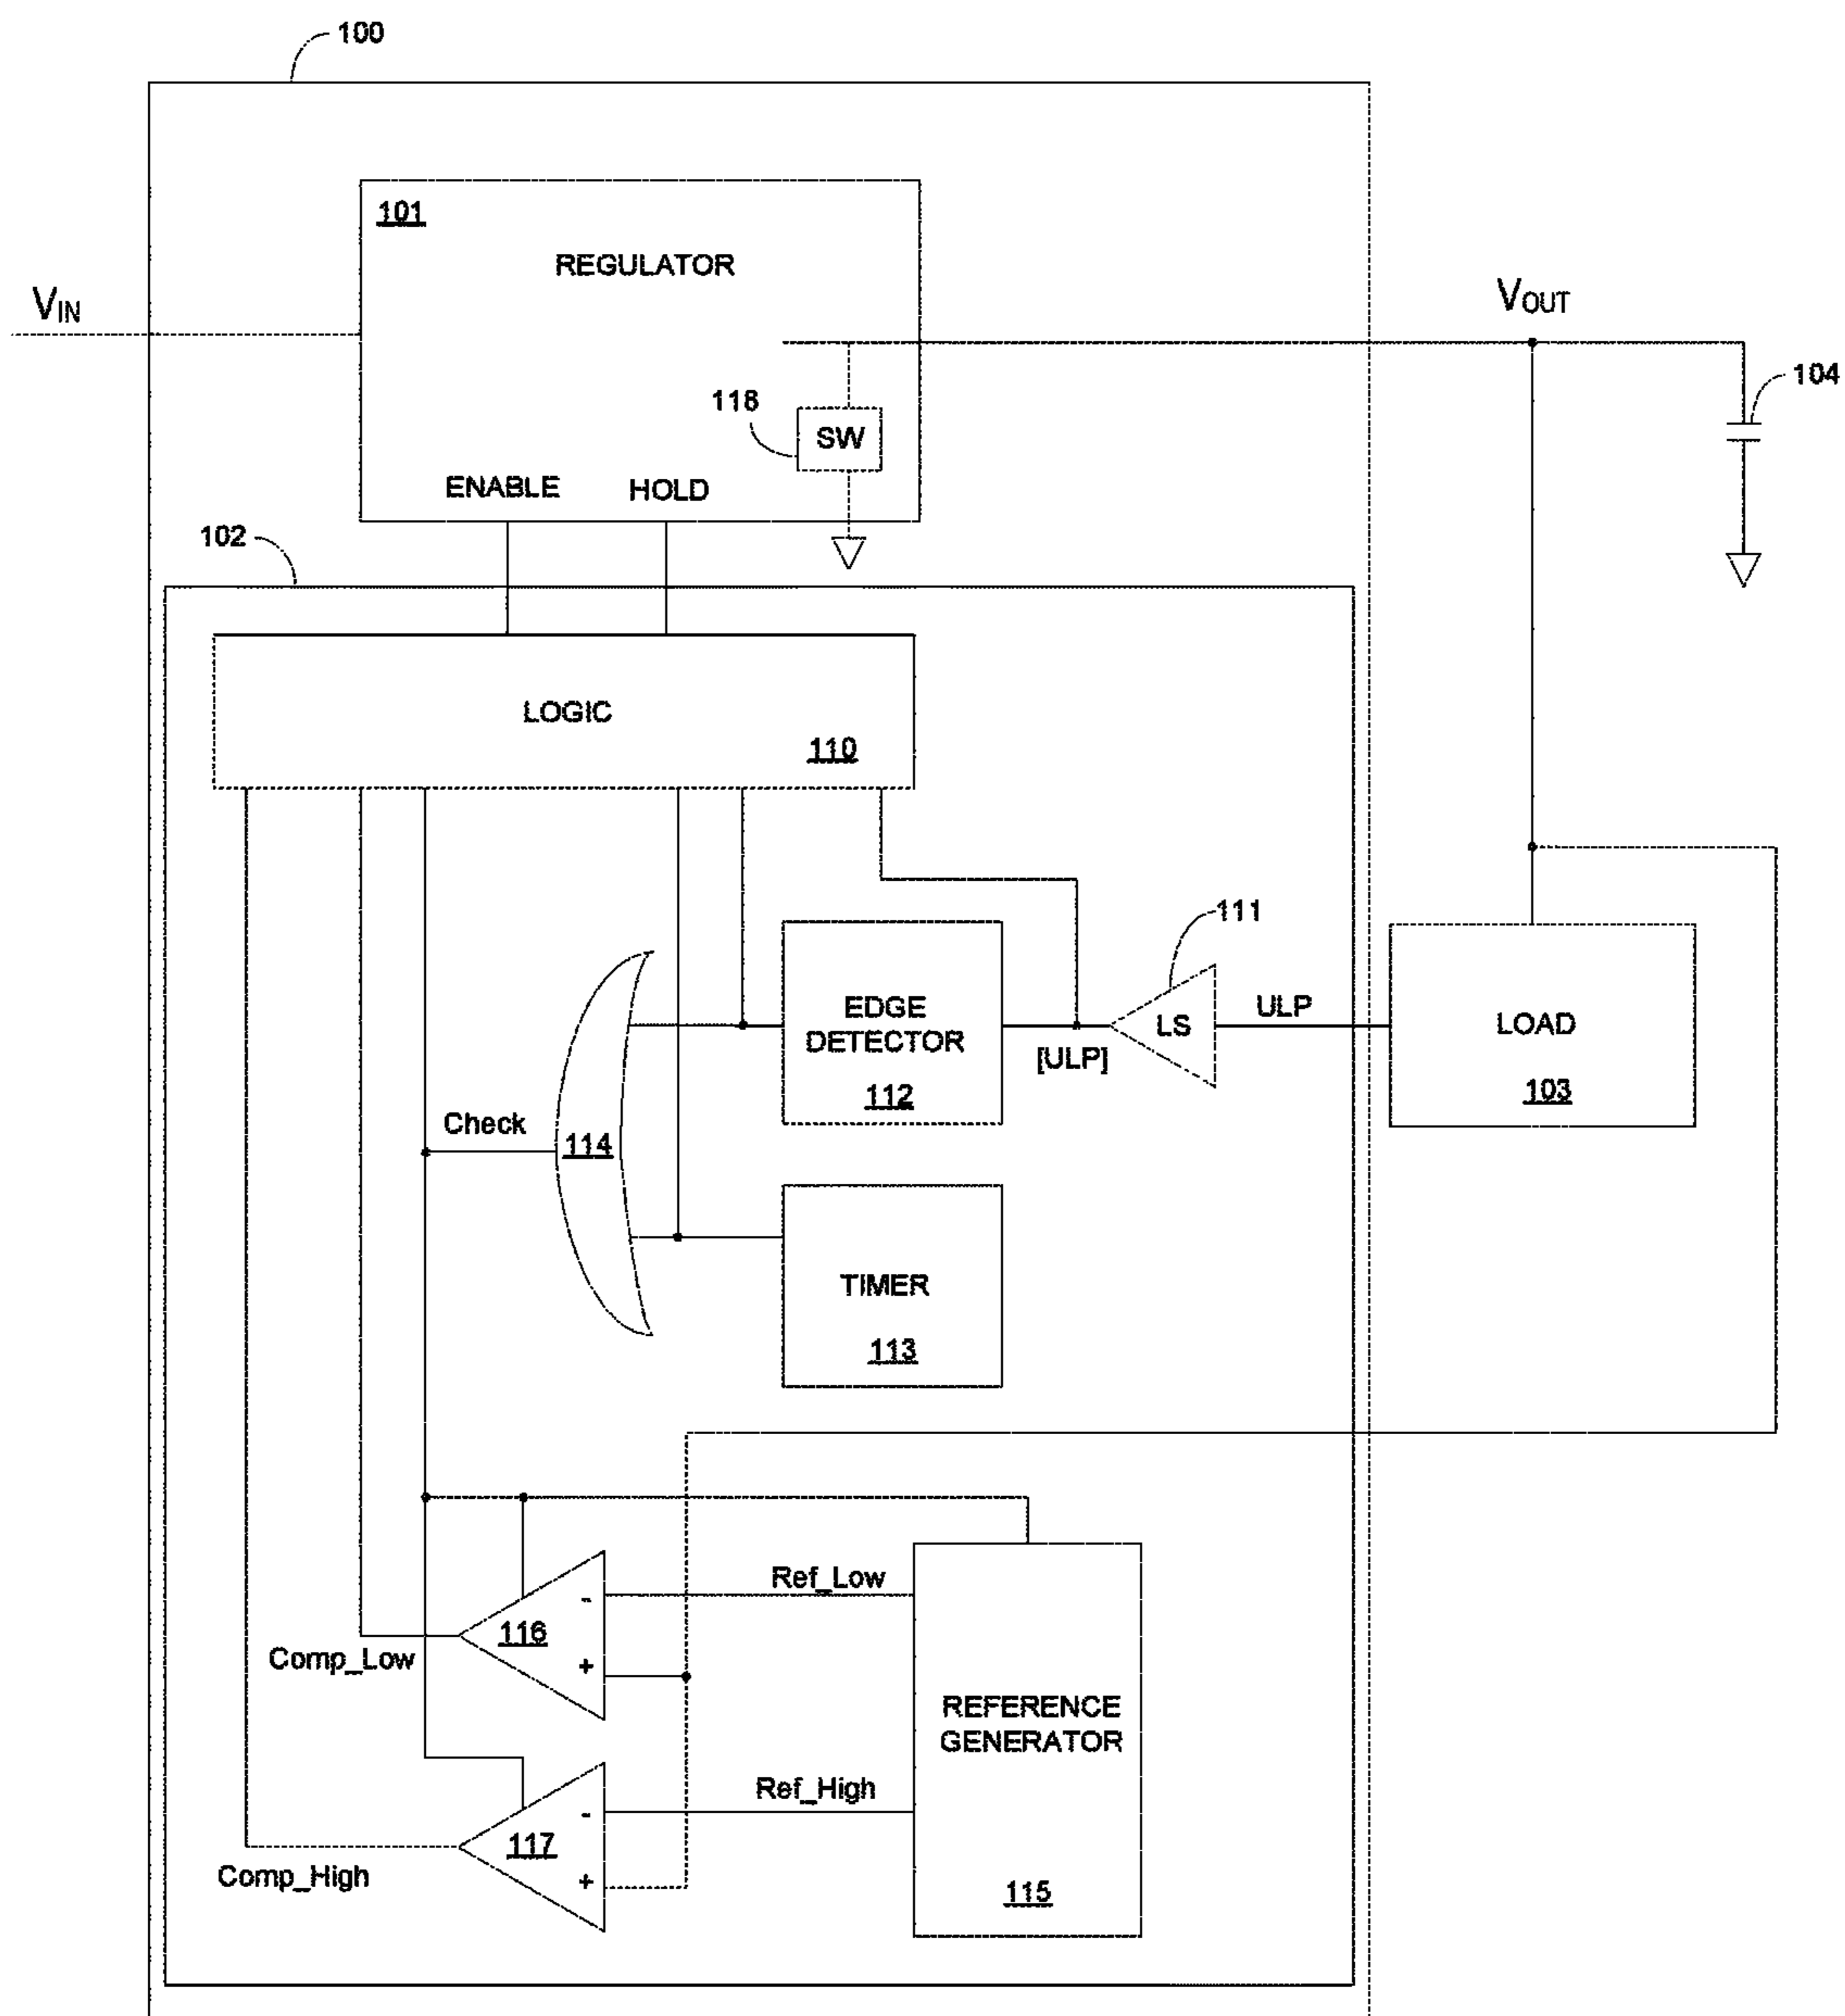 100
101
REGULATOR
VIN
VOUT
104
118
SW
ENABLE
HOLD
102
LOGIC
110
111
EDGE
DETECTOR
112
[ULP]
LS
ULP
LOAD
103
Check
114
TIMER
113
Ref_Low
-
116
+
Comp_Low
REFERENCE
GENERATOR
Ref_High
-
117
+
Comp_High
115